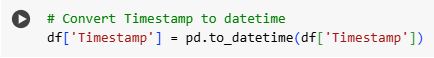 # Convert Timestamp to datetime
df['Timestamp'] = pd.to_datetime(df['Timestamp'])